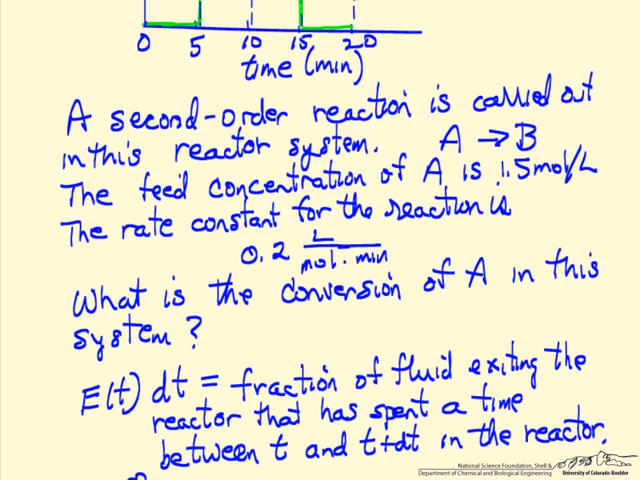 0 5 10 15 20
time (min)
A second-order reaction is carried out
in this reactor system. A → B
The feed concentration of A is 1.5 mol/L
The rate constant for the reaction is
0.2 L/mol·min
What is the conversion of A in this
system?
E(t) dt = fraction of fluid exiting the
reactor that has spent a time
between t and t+dt in the reactor.
National Science Foundation, Shell &
Department of Chemical and Biological Engineering
University of Colorado-Boulder